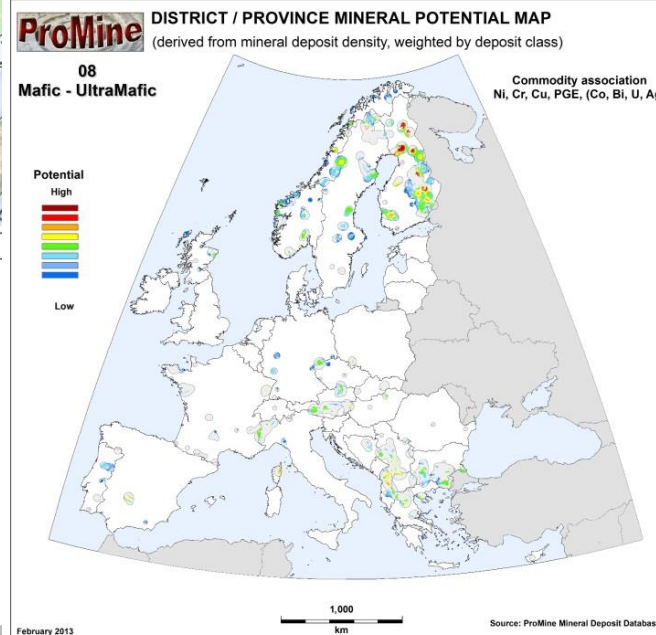 ProMine
DISTRICT / PROVINCE MINERAL POTENTIAL MAP
(derived from mineral deposit density, weighted by deposit class)
08
Mafic - UltraMafic
Commodity association
Ni, Cr, Cu, PGE, (Co, Bi, U, Ag
Potential
High
Low
1,000
km
February 2013
Source: ProMine Mineral Deposit Databas